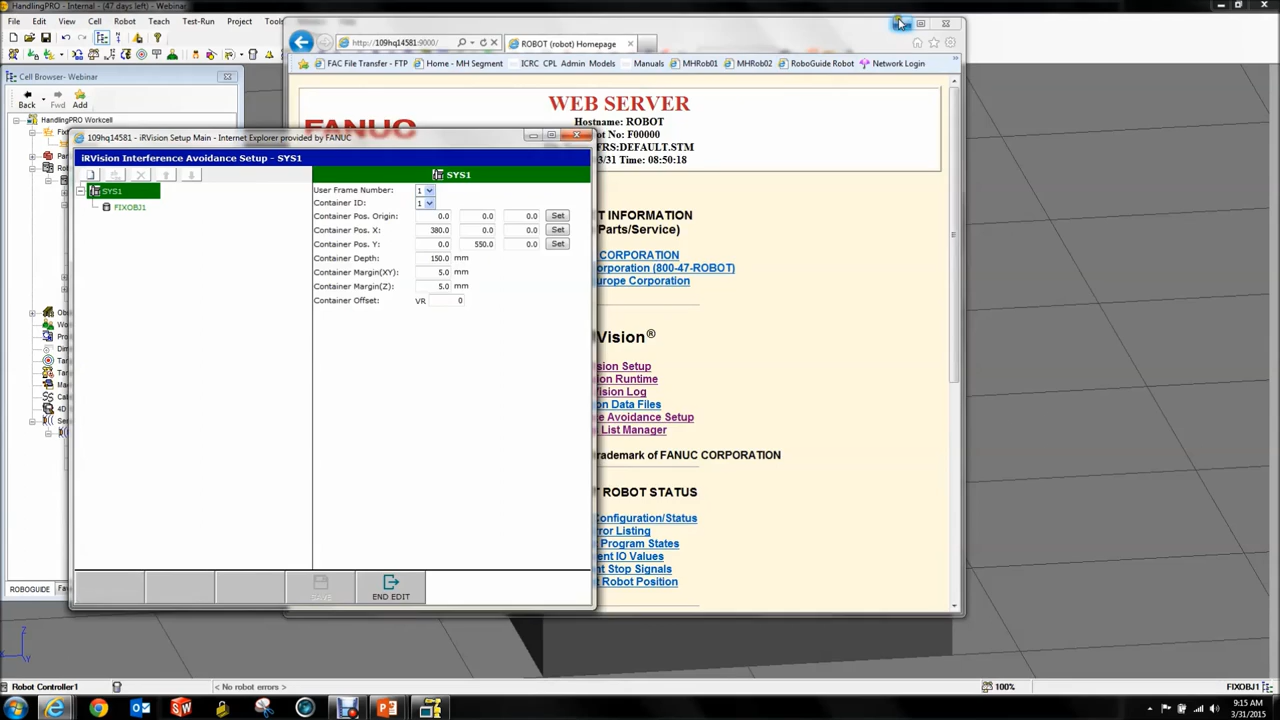 HandlingPRO - Internal - (47 days left) - Webinar
File Edit View Cell Robot Teach Test-Run Project Tools
http://109hq14581:9000/
ROBOT (robot) Homepage
Cell Browser- Webinar
FAC File Transfer - FTP Home - MH Segment ICRC CPL Admin Models Manuals MHRob01 MHRob02 RoboGuide Robot Network Login
Back Fwd Add
HandlingPRO Workcell
WEB SERVER
Hostname: ROBOT
FANUC
ot No: F00000
109hq14581 - iRVision Setup Main - Internet Explorer provided by FANUC
FRS:DEFAULT.STM
3/31 Time: 08:50:18
iRVision Interference Avoidance Setup - SYS1
SYS1
SYS1
FIXOBJ1
User Frame Number: 1
Container ID: 1
Container Pos. Origin: 0.0 0.0 0.0 Set
Container Pos. X: 380.0 0.0 0.0 Set
Container Pos. Y: 0.0 550.0 0.0 Set
Container Depth: 150.0 mm
Container Margin(XY): 5.0 mm
Container Margin(Z): 5.0 mm
Container Offset: VR 0
SAVE END EDIT
T INFORMATION
Parts/Service)
CORPORATION
orporation (800-47-ROBOT)
urope Corporation
Vision®
sion Setup
ion Runtime
Vision Log
on Data Files
e Avoidance Setup
s List Manager
rademark of FANUC CORPORATION
T ROBOT STATUS
Configuration/Status
rror Listing
Program States
ent IO Values
nt Stop Signals
nt Robot Position
ROBOGUIDE
Robot Controller1 < No robot errors > 100% FIXOBJ1
9:15 AM
3/31/2015